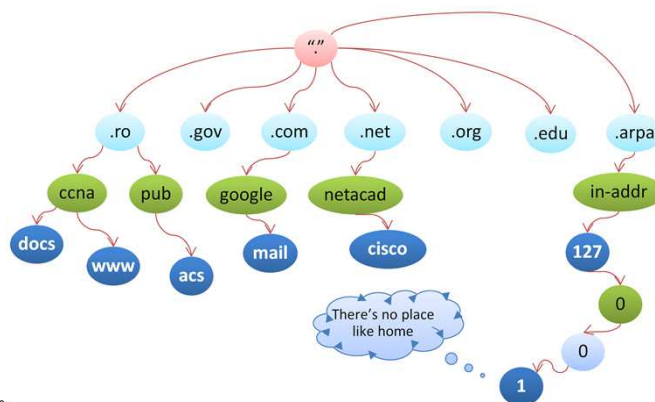 “.”
.ro
.gov
.com
.net
.org
.edu
.arpa
ccna
pub
google
netacad
in-addr
docs
www
acs
mail
cisco
127
0
There's no place
like home
0
1